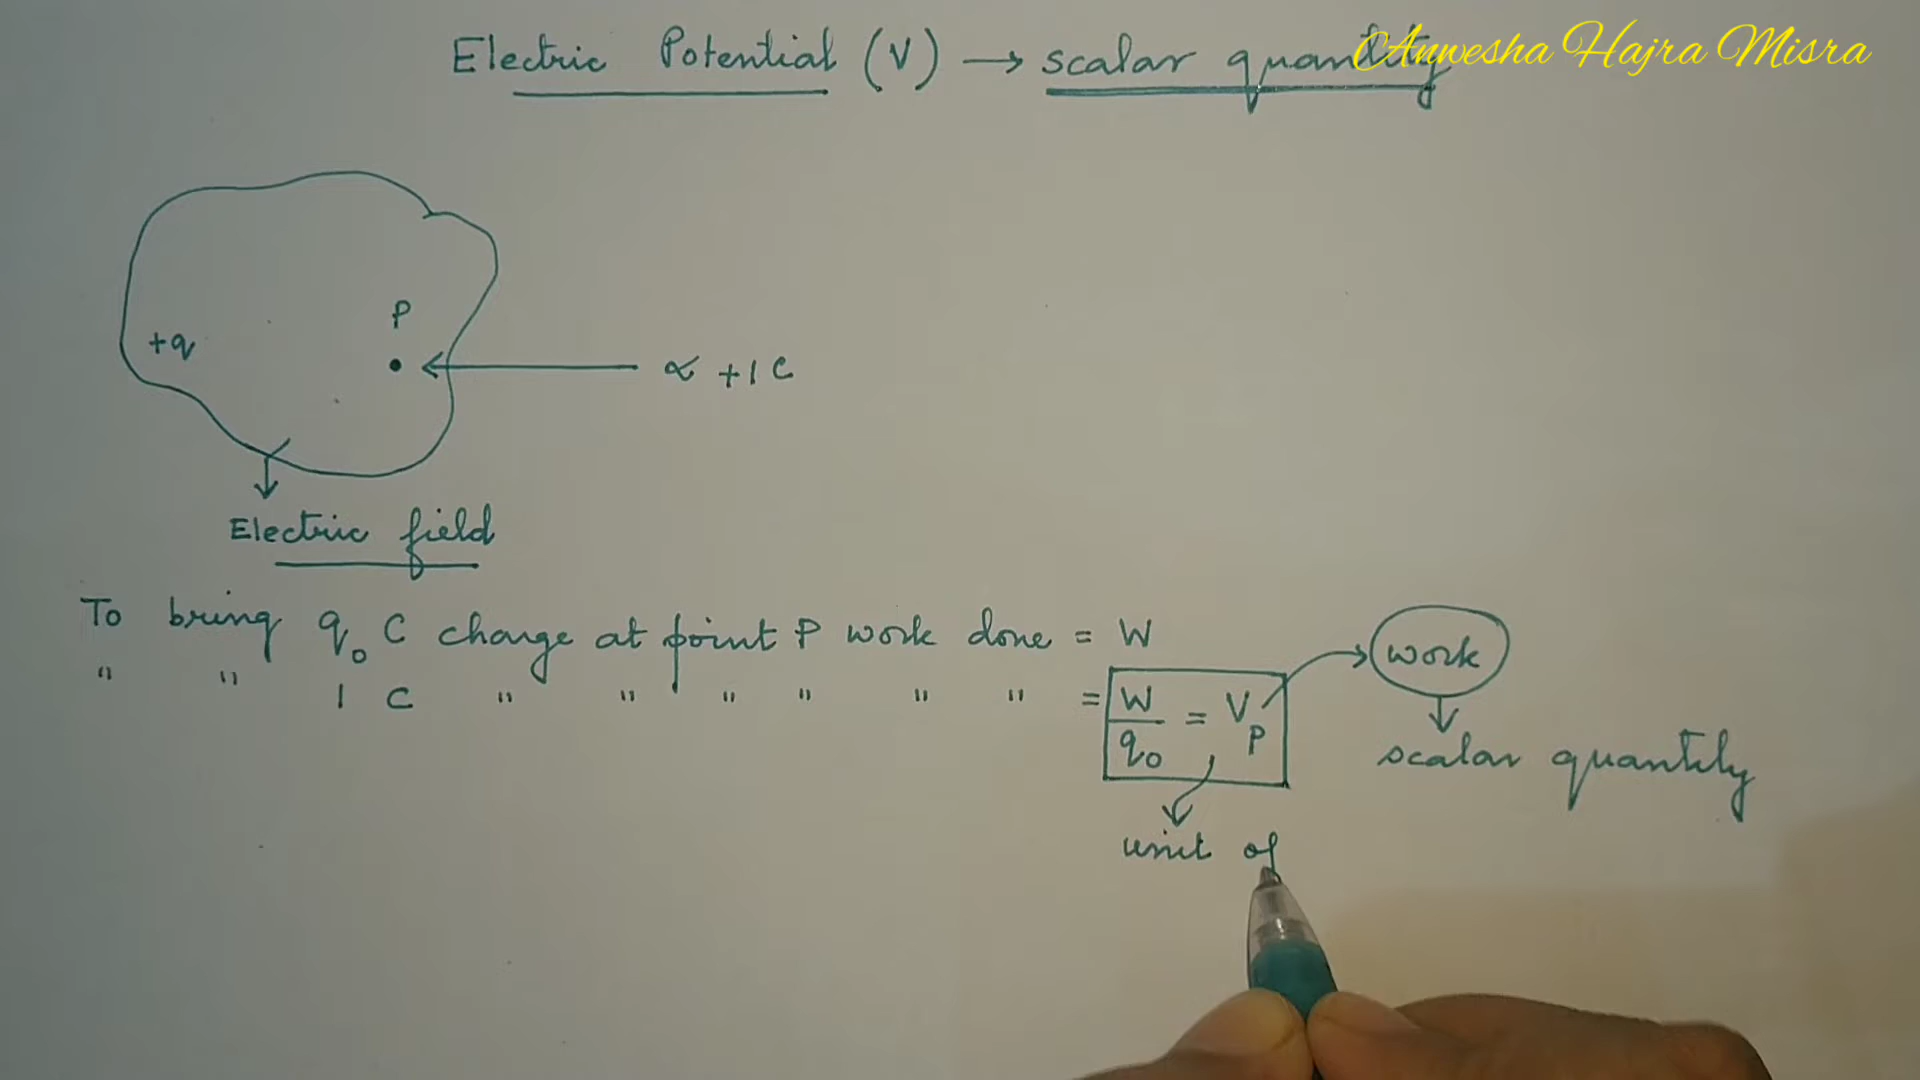 Electric Potential (V) → scalar quantity
Anwesha Hajra Misra
P
+q
∝ +1 C
Electric field
To bring q₀ C change at point P work done = W
" " 1 C " " " " " " = W/q₀ = V_P
work
scalar quantity
unit of